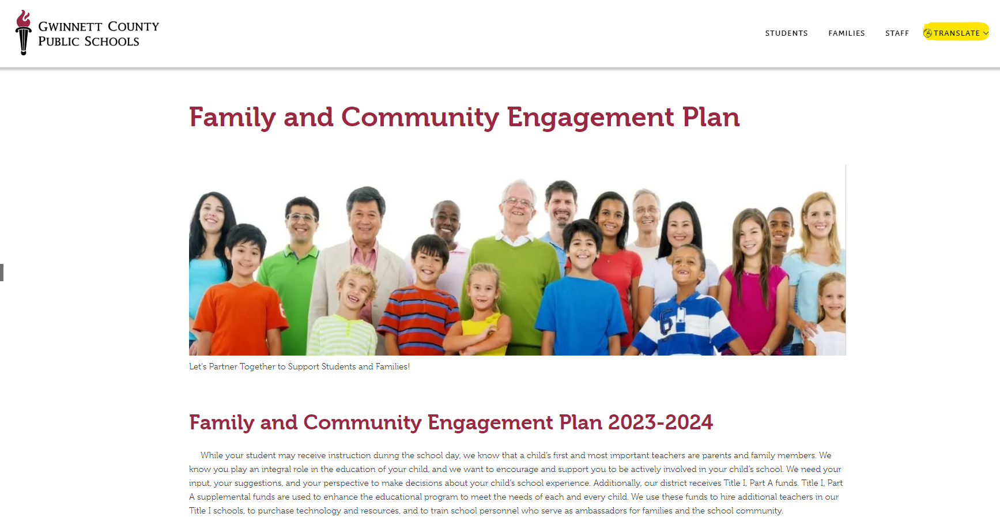 GWINNETT COUNTY
PUBLIC SCHOOLS
STUDENTS FAMILIES STAFF TRANSLATE
Family and Community Engagement Plan
6
Let's Partner Together to Support Students and Families!
Family and Community Engagement Plan 2023-2024
While your student may receive instruction during the school day, we know that a child's first and most important teachers are parents and family members. We
know you play an integral role in the education of your child, and we want to encourage and support you to be actively involved in your child's school. We need your
input, your suggestions, and your perspective to make decisions about your child's school experience. Additionally, our district receives Title I, Part A funds. Title I, Part
A supplemental funds are used to enhance the educational program to meet the needs of each and every child. We use these funds to hire additional teachers in our
Title I schools, to purchase technology and resources, and to train school personnel who serve as ambassadors for families and the school community.